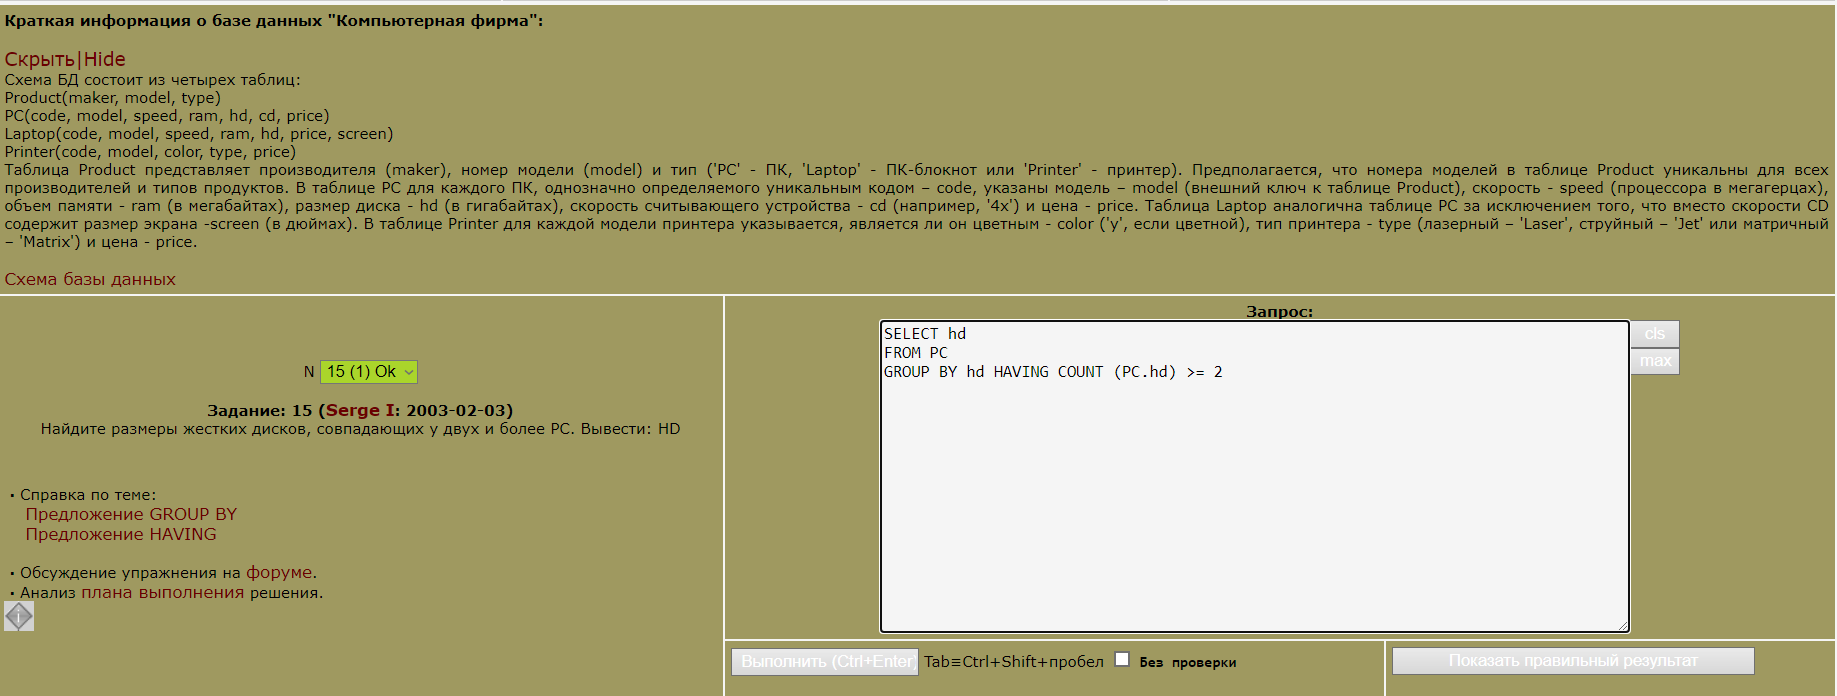 Краткая информация о базе данных "Компьютерная фирма":
Скрыть|Hide
Схема БД состоит из четырех таблиц:
Product(maker, model, type)
PC(code, model, speed, ram, hd, cd, price)
Laptop(code, model, speed, ram, hd, price, screen)
Printer(code, model, color, type, price)
Таблица Product представляет производителя (maker), номер модели (model) и тип ('PC' - ПК, 'Laptop' - ПК-блокнот или 'Printer' - принтер). Предполагается, что номера моделей в таблице Product уникальны для всех
производителей и типов продуктов. В таблице PC для каждого ПК, однозначно определяемого уникальным кодом – code, указаны модель – model (внешний ключ к таблице Product), скорость - speed (процессора в мегагерцах),
объем памяти - ram (в мегабайтах), размер диска - hd (в гигабайтах), скорость считывающего устройства - cd (например, '4x') и цена - price. Таблица Laptop аналогична таблице РС за исключением того, что вместо скорости CD
содержит размер экрана -screen (в дюймах). В таблице Printer для каждой модели принтера указывается, является ли он цветным - color ('y', если цветной), тип принтера - type (лазерный – 'Laser', струйный – 'Jet' или матричный
– 'Matrix') и цена - price.
Схема базы данных
N 15 (1) Ok
Задание: 15 (Serge I: 2003-02-03)
Найдите размеры жестких дисков, совпадающих у двух и более PC. Вывести: HD
· Справка по теме:
Предложение GROUP BY
Предложение HAVING
· Обсуждение упражнения на форуме.
· Анализ плана выполнения решения.
i
Запрос:
SELECT hd
FROM PC
GROUP BY hd HAVING COUNT (PC.hd) >= 2
cls
max
Выполнить (Ctrl+Enter) Tab≡Ctrl+Shift+пробел Без проверки
Показать правильный результат